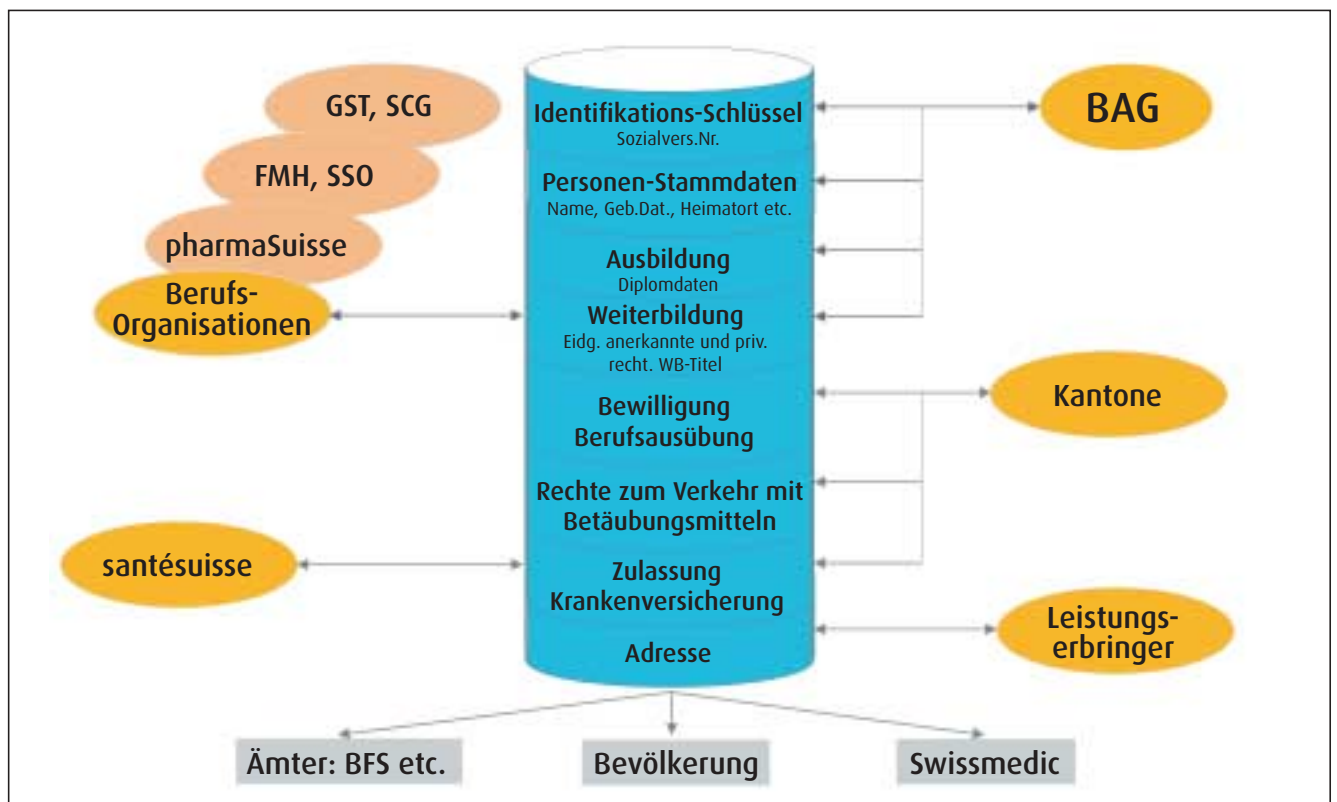 GST, SCG
FMH, SSO
pharmaSuisse
Berufs-
Organisationen
santésuisse
Identifikations-Schlüssel
Sozialvers.Nr.
Personen-Stammdaten
Name, Geb.Dat., Heimatort etc.
Ausbildung
Diplomdaten
Weiterbildung
Eidg. anerkannte und priv.
recht. WB-Titel
Bewilligung
Berufsausübung
Rechte zum Verkehr mit
Betäubungsmitteln
Zulassung
Krankenversicherung
Adresse
BAG
Kantone
Leistungs-
erbringer
Ämter: BFS etc.
Bevölkerung
Swissmedic